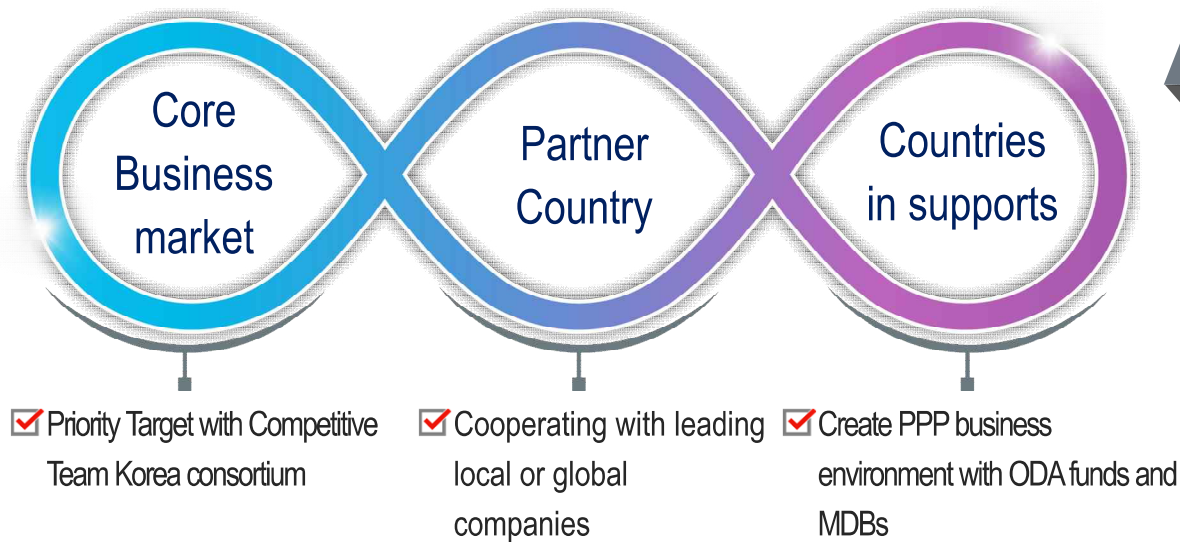 Core
Business
market
Partner
Country
Countries
in supports
Priority Target with Competitive
Team Korea consortium
Cooperating with leading
local or global
companies
Create PPP business
environment with ODA funds and
MDBs